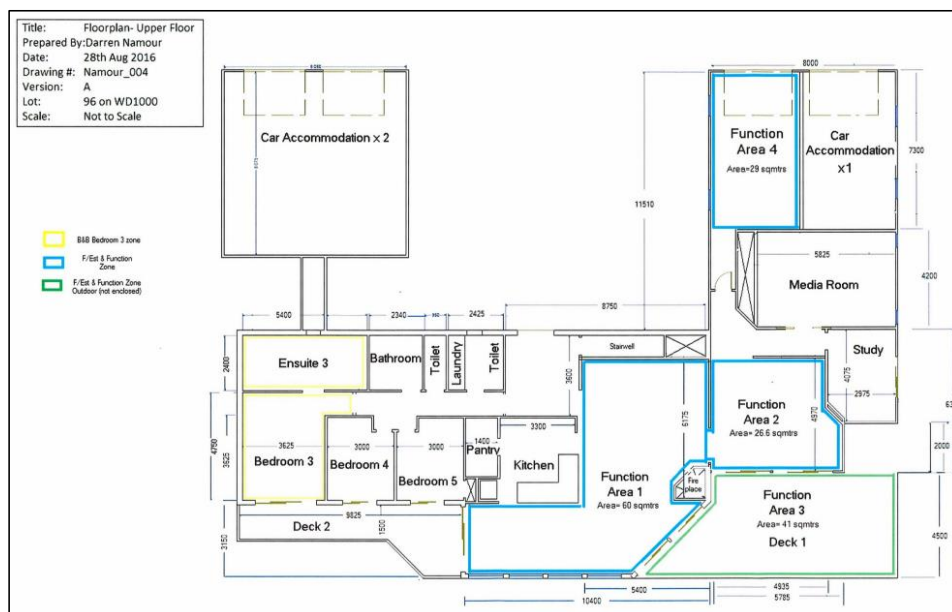 Title: Floorplan- Upper Floor
Prepared By: Darren Namour
Date: 28th Aug 2016
Drawing #: Namour_004
Version: A
Lot: 96 on WD1000
Scale: Not to Scale
8000
Car Accommodation x 2
Function
Area 4
Area=29 sqmtrs
Car
Accommodation
x1
7300
11510
B&B Bedroom 3 zone
F/Est & Function
Zone
F/Est & Function Zone
Outdoor (not enclosed)
5825
4200
Media Room
8750
5400
2340
2425
Stairwell
Study
Ensuite 3
Bathroom
Toilet
Laundry
Toilet
2400
3600
4075
2975
6175
4970
Function
Area 2
Area= 26.6 sqmtrs
2000
4750
3625
3625
3000
3000
1400
3300
Pantry
Kitchen
Bedroom 3
Bedroom 4
Bedroom 5
Function
Area 1
Area= 60 sqmtrs
Fire
place
Function
Area 3
Area= 41 sqmtrs
Deck 1
9825
1500
Deck 2
3150
4500
5400
4935
10400
5785